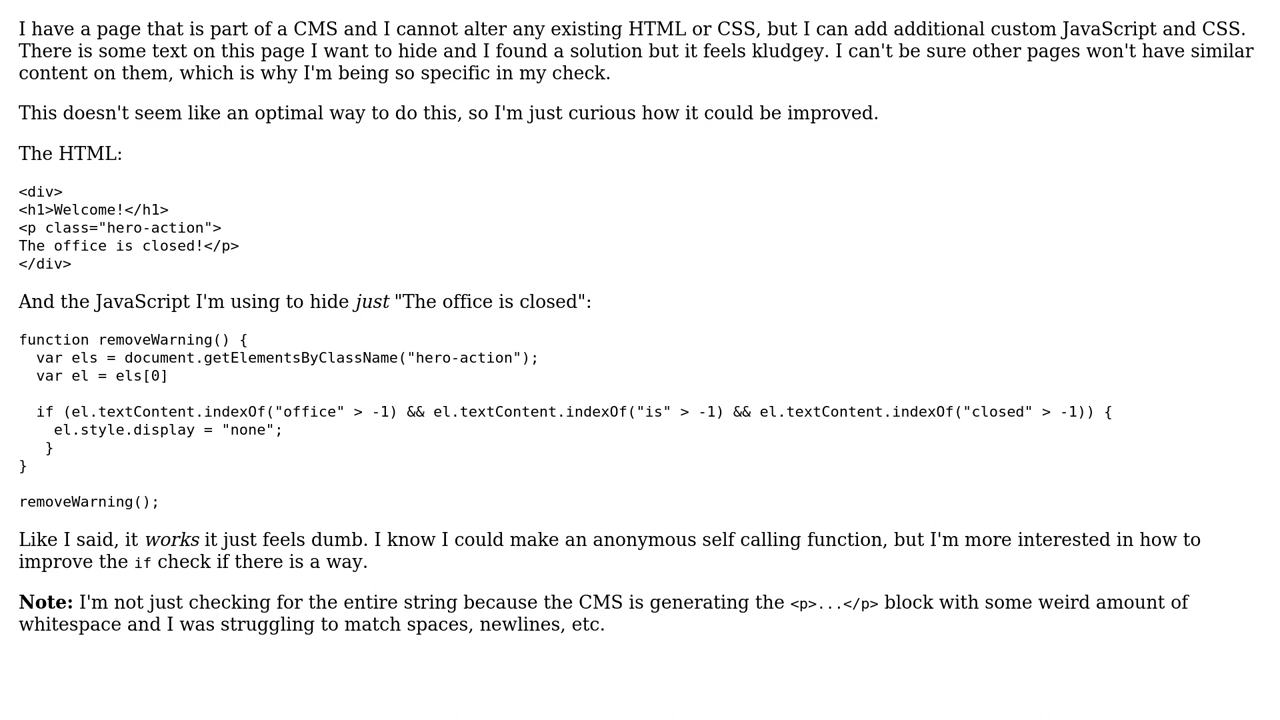 I have a page that is part of a CMS and I cannot alter any existing HTML or CSS, but I can add additional custom JavaScript and CSS.
There is some text on this page I want to hide and I found a solution but it feels kludgey. I can't be sure other pages won't have similar
content on them, which is why I'm being so specific in my check.
This doesn't seem like an optimal way to do this, so I'm just curious how it could be improved.
The HTML:
<div>
<h1>Welcome!</h1>
<p class="hero-action">
The office is closed!</p>
</div>
And the JavaScript I'm using to hide just "The office is closed":
function removeWarning() {
  var els = document.getElementsByClassName("hero-action");
  var el = els[0]
  if (el.textContent.indexOf("office" > -1) && el.textContent.indexOf("is" > -1) && el.textContent.indexOf("closed" > -1)) {
    el.style.display = "none";
   }
}
removeWarning();
Like I said, it works it just feels dumb. I know I could make an anonymous self calling function, but I'm more interested in how to
improve the if check if there is a way.
Note: I'm not just checking for the entire string because the CMS is generating the <p>...</p> block with some weird amount of
whitespace and I was struggling to match spaces, newlines, etc.